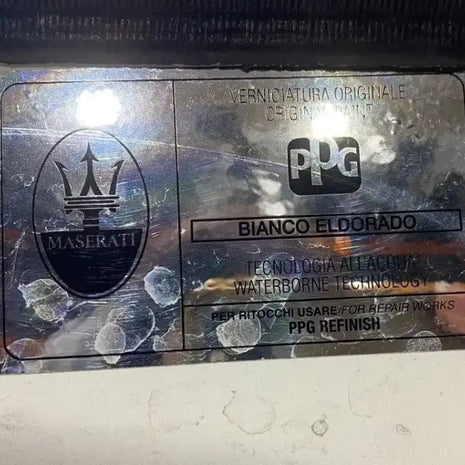 MASERATI
VERNICIATURA ORIGINALE
ORIGINAL PAINT
PPG
BIANCO ELDORADO
TECNOLOGIA ALL'ACQUA
WATERBORNE TECHNOLOGY
PER RITOCCHI USARE/FOR REPAIR WORKS
PPG REFINISH